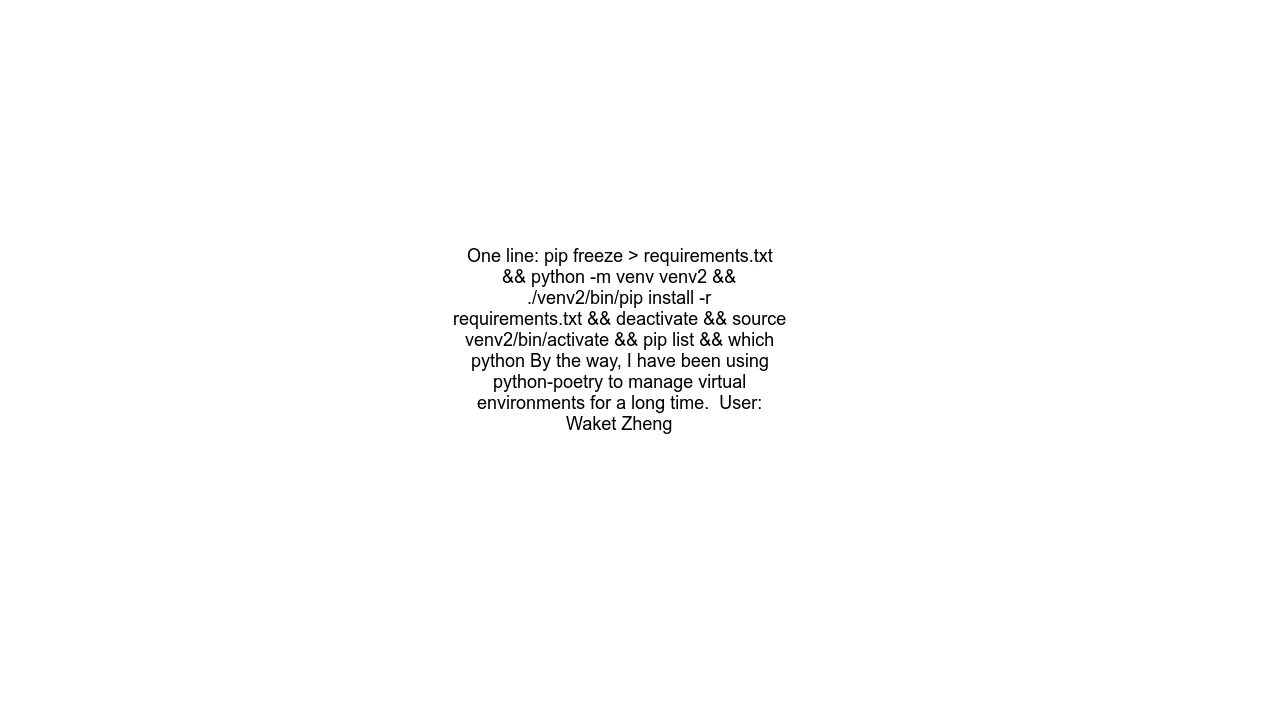 One line: pip freeze > requirements.txt
&& python -m venv venv2 &&
./venv2/bin/pip install -r
requirements.txt && deactivate && source
venv2/bin/activate && pip list && which
python By the way, I have been using
python-poetry to manage virtual
environments for a long time.  User:
Waket Zheng